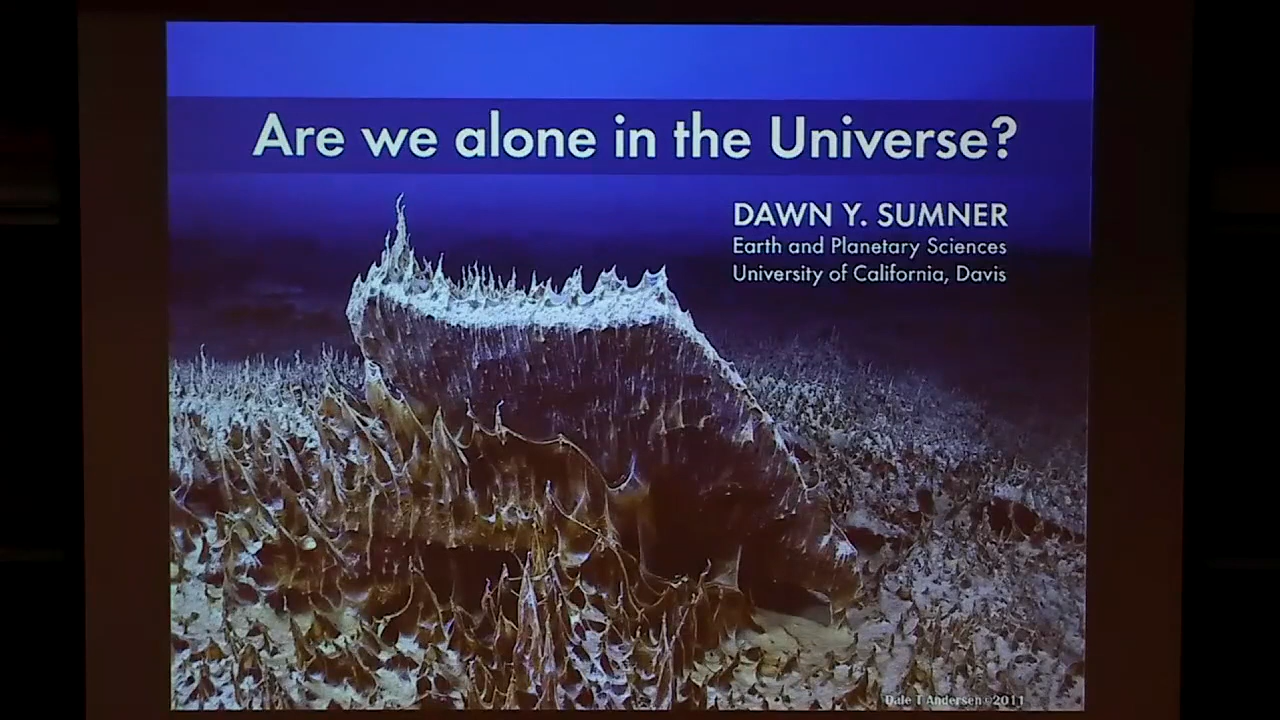 Are we alone in the Universe?
DAWN Y. SUMNER
Earth and Planetary Sciences
University of California, Davis
Dale T Andersen ©2011